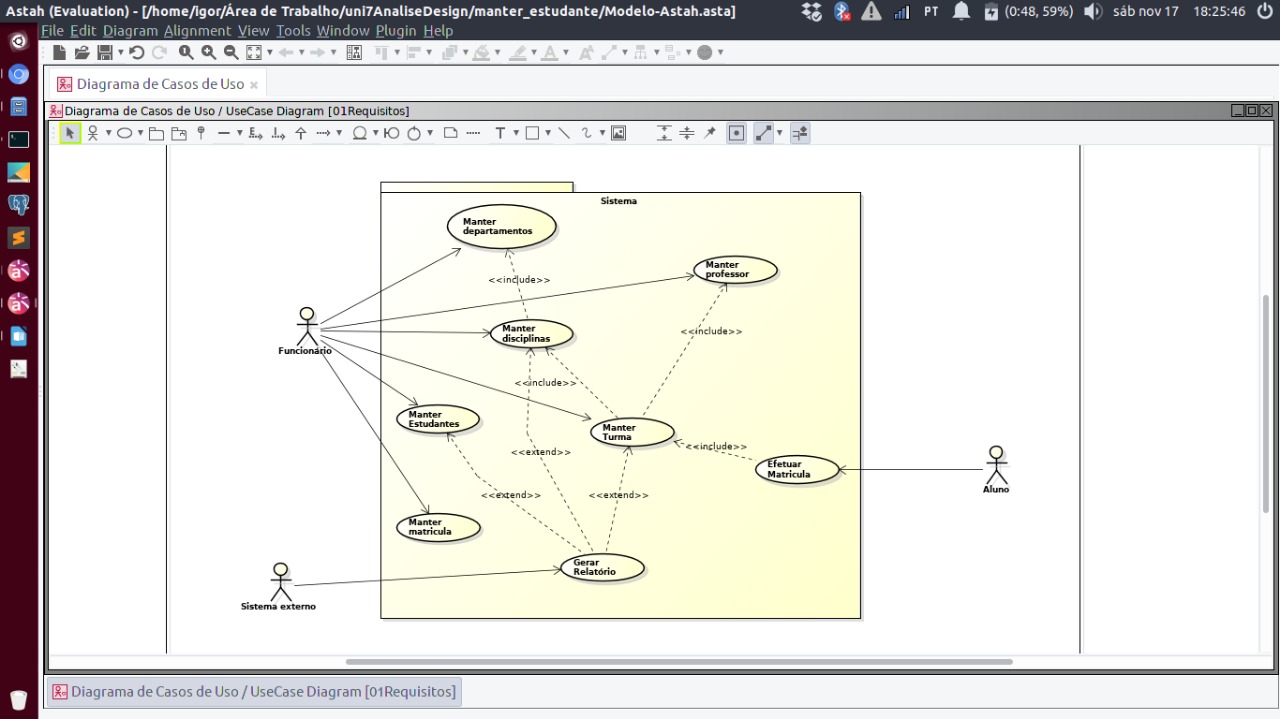 Astah (Evaluation) - [/home/igor/Área de Trabalho/uni7AnaliseDesign/manter_estudante/Modelo-Astah.asta]
PT
(0:48, 59%)
sáb nov 17
18:25:46
File Edit Diagram Alignment View Tools Window Plugin Help
Diagrama de Casos de Uso
Diagrama de Casos de Uso / UseCase Diagram [01Requisitos]
Sistema
Manter
departamentos
Manter
professor
<<include>>
Manter
disciplinas
<<include>>
Funcionário
<<include>>
Manter
Estudantes
Manter
Turma
<<include>>
<<extend>>
Efetuar
Matricula
Aluno
<<extend>>
<<extend>>
Manter
matricula
Gerar
Relatório
Sistema externo
Diagrama de Casos de Uso / UseCase Diagram [01Requisitos]